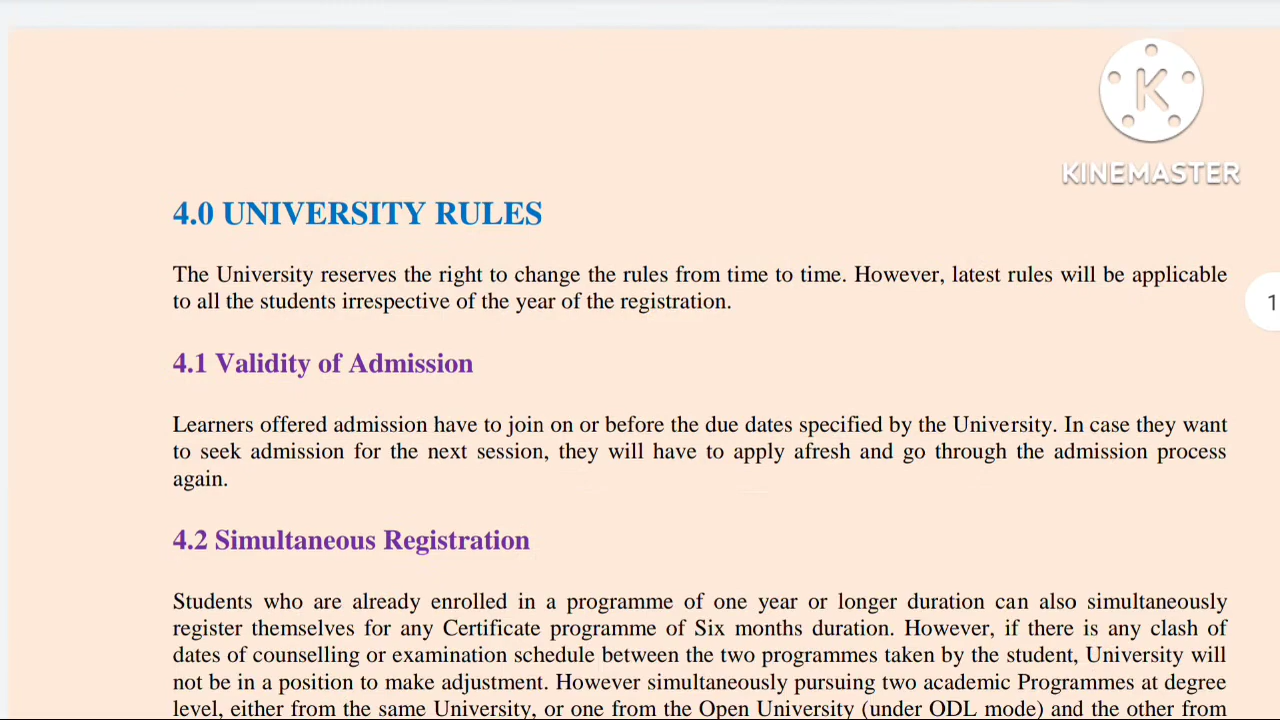 K
KINEMASTER
4.0 UNIVERSITY RULES
The University reserves the right to change the rules from time to time. However, latest rules will be applicable
to all the students irrespective of the year of the registration.
1
4.1 Validity of Admission
Learners offered admission have to join on or before the due dates specified by the University. In case they want
to seek admission for the next session, they will have to apply afresh and go through the admission process
again.
4.2 Simultaneous Registration
Students who are already enrolled in a programme of one year or longer duration can also simultaneously
register themselves for any Certificate programme of Six months duration. However, if there is any clash of
dates of counselling or examination schedule between the two programmes taken by the student, University will
not be in a position to make adjustment. However simultaneously pursuing two academic Programmes at degree
level, either from the same University, or one from the Open University (under ODL mode) and the other from